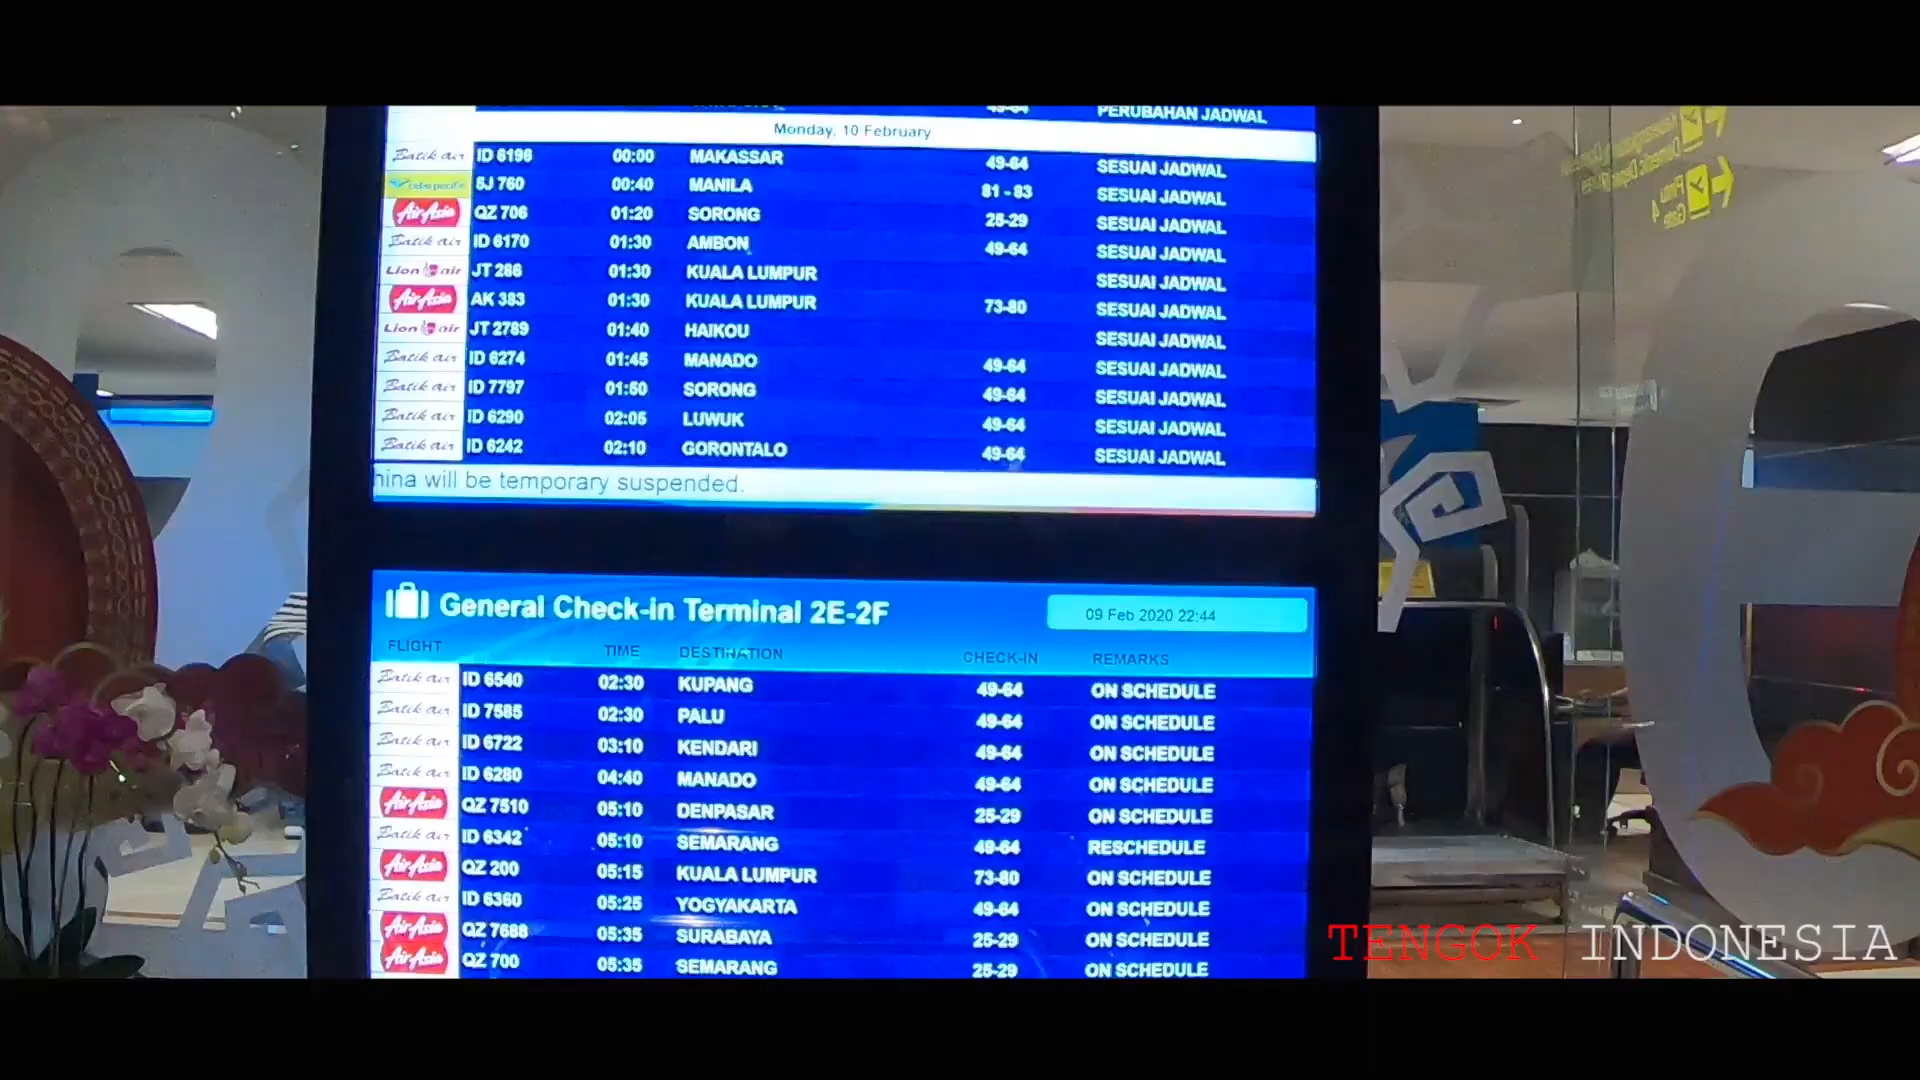 49-64 PERUBAHAN JADWAL
Monday, 10 February
Batik air ID 6198 00:00 MAKASSAR 49-64 SESUAI JADWAL
cebu pacific 5J 760 00:40 MANILA 81 - 83 SESUAI JADWAL
AirAsia QZ 706 01:20 SORONG 25-29 SESUAI JADWAL
Batik air ID 6170 01:30 AMBON 49-64 SESUAI JADWAL
Lion air JT 286 01:30 KUALA LUMPUR SESUAI JADWAL
AirAsia AK 383 01:30 KUALA LUMPUR 73-80 SESUAI JADWAL
Lion air JT 2789 01:40 HAIKOU SESUAI JADWAL
Batik air ID 6274 01:45 MANADO 49-64 SESUAI JADWAL
Batik air ID 7797 01:50 SORONG 49-64 SESUAI JADWAL
Batik air ID 6290 02:05 LUWUK 49-64 SESUAI JADWAL
Batik air ID 6242 02:10 GORONTALO 49-64 SESUAI JADWAL
hina will be temporary suspended.
General Check-in Terminal 2E-2F 09 Feb 2020 22:44
FLIGHT TIME DESTINATION CHECK-IN REMARKS
Batik air ID 6540 02:30 KUPANG 49-64 ON SCHEDULE
Batik air ID 7585 02:30 PALU 49-64 ON SCHEDULE
Batik air ID 6722 03:10 KENDARI 49-64 ON SCHEDULE
Batik air ID 6280 04:40 MANADO 49-64 ON SCHEDULE
AirAsia QZ 7510 05:10 DENPASAR 25-29 ON SCHEDULE
Batik air ID 6342 05:10 SEMARANG 49-64 RESCHEDULE
AirAsia QZ 200 05:15 KUALA LUMPUR 73-80 ON SCHEDULE
Batik air ID 6360 05:25 YOGYAKARTA 49-64 ON SCHEDULE
AirAsia QZ 7688 05:35 SURABAYA 25-29 ON SCHEDULE
AirAsia QZ 700 05:35 SEMARANG 25-29 ON SCHEDULE
Pintu 4
Gate
TENGOK INDONESIA